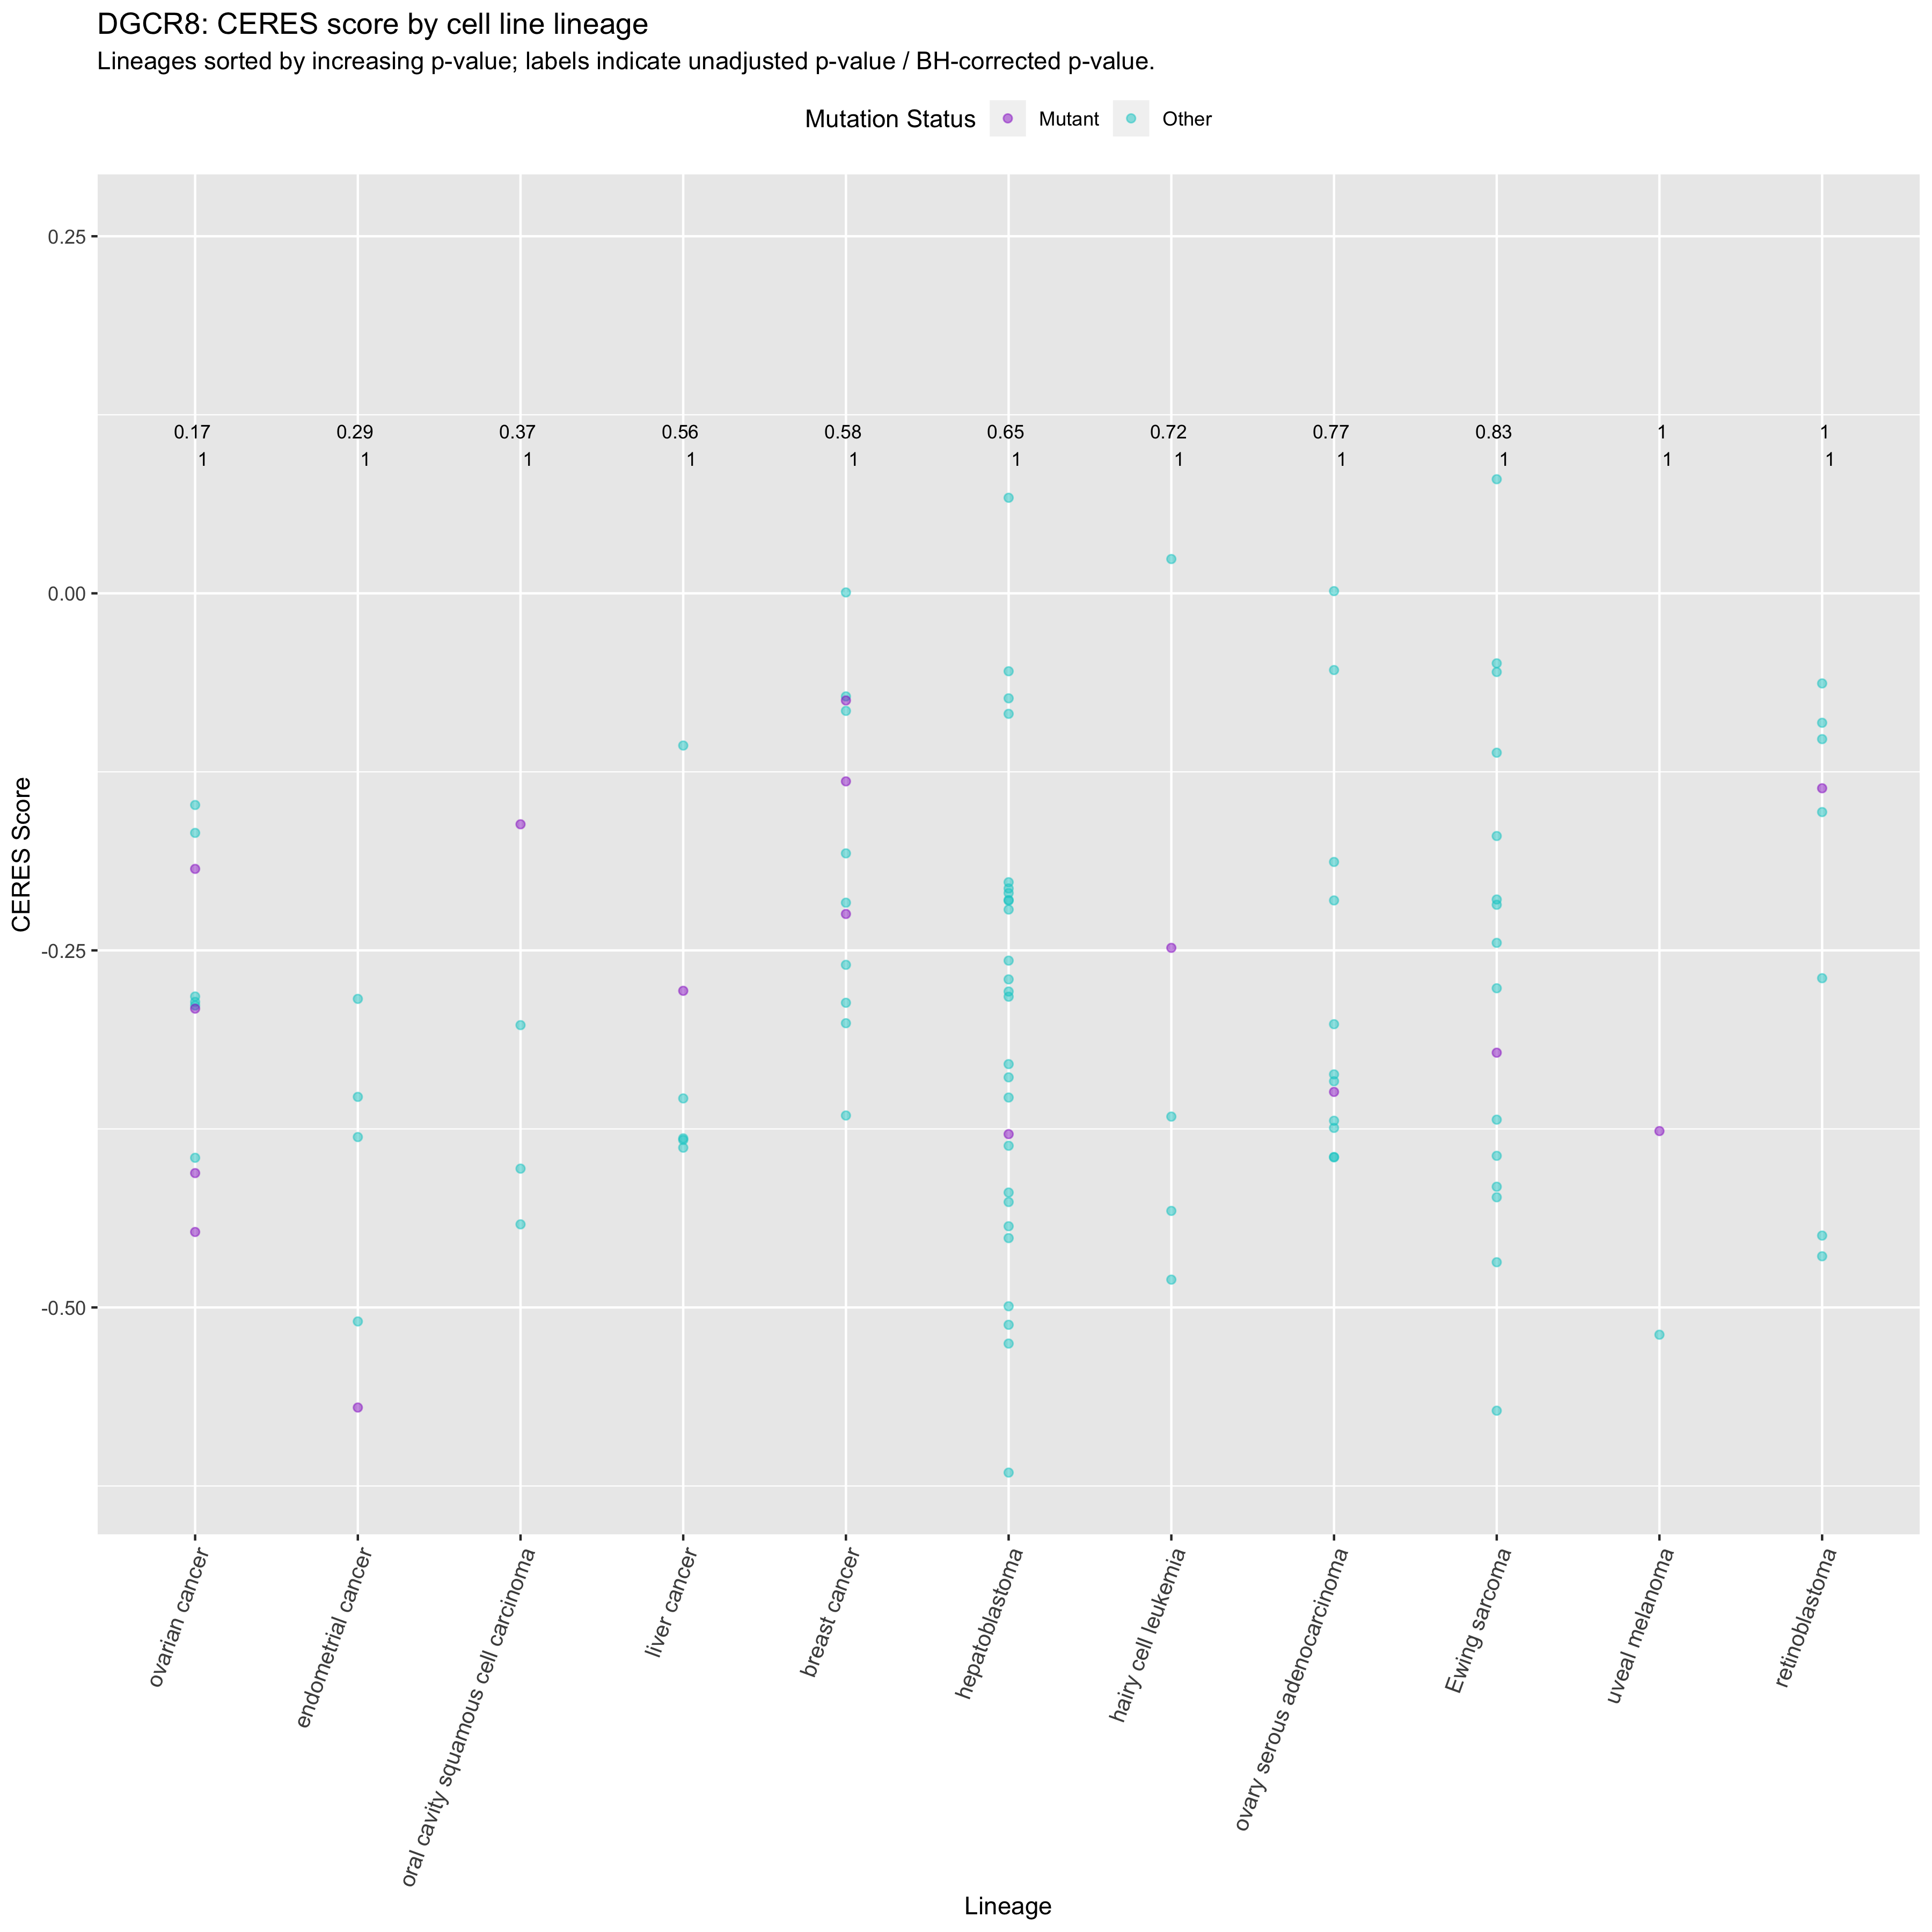 DGCR8: CERES score by cell line lineage
Lineages sorted by increasing p-value; labels indicate unadjusted p-value / BH-corrected p-value.
Mutation Status Mutant Other
0.25
0.17 0.29 0.37 0.56 0.58 0.65 0.72 0.77 0.83 1 1
1 1 1 1 1 1 1 1 1 1 1
0.00
-0.25
-0.50
CERES Score
ovarian cancer
endometrial cancer
oral cavity squamous cell carcinoma
liver cancer
breast cancer
hepatoblastoma
hairy cell leukemia
ovary serous adenocarcinoma
Ewing sarcoma
uveal melanoma
retinoblastoma
Lineage